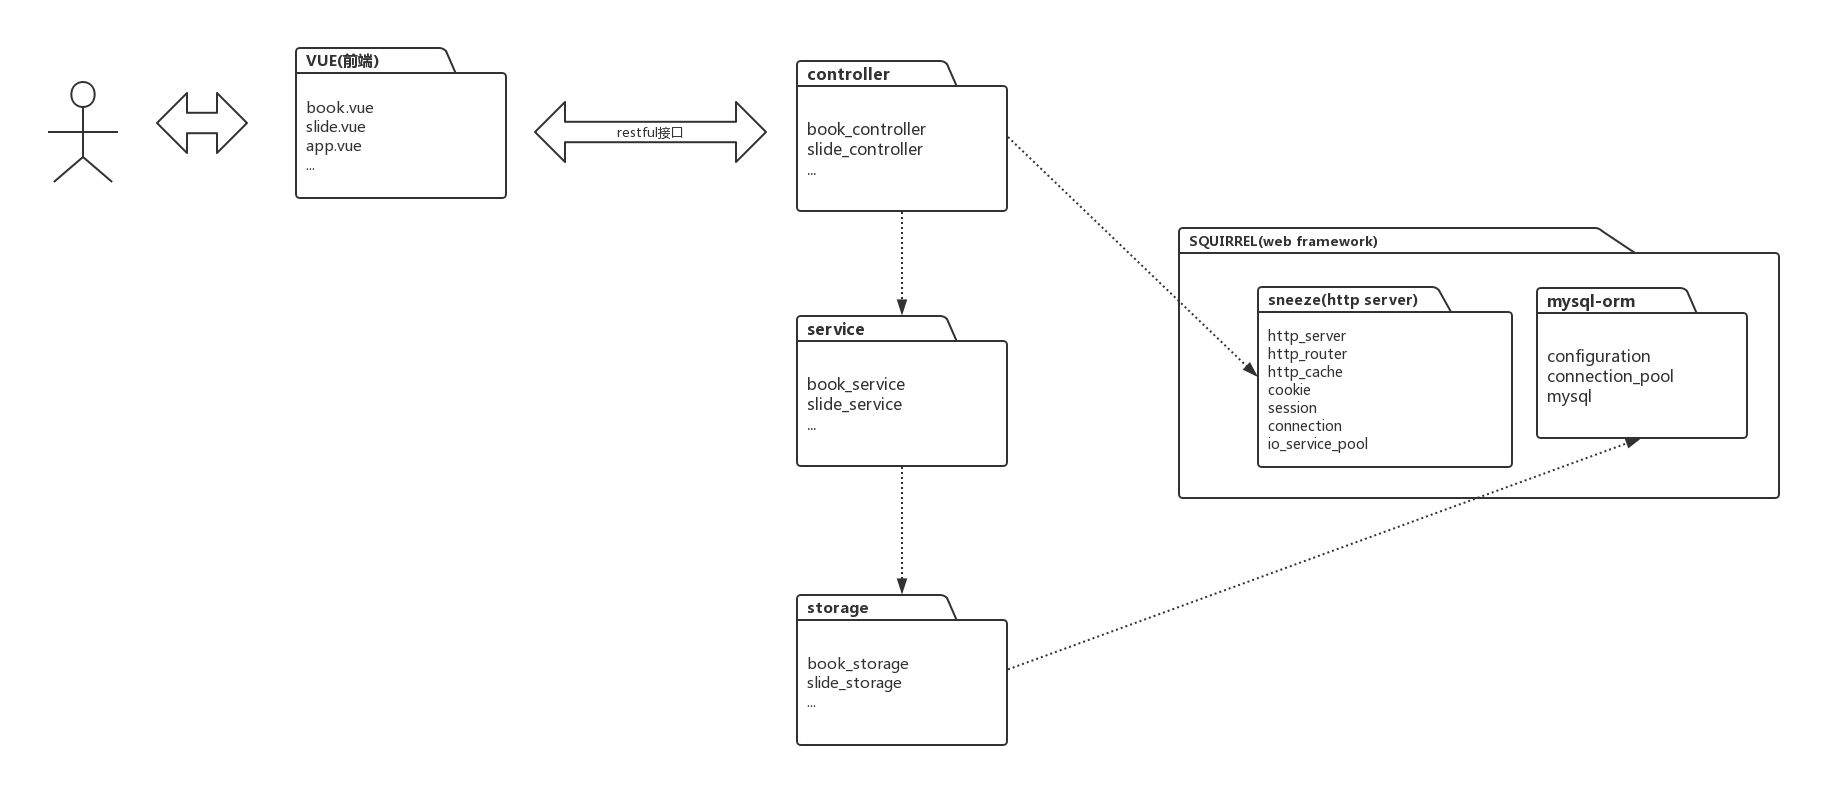 VUE(前端)
book.vue
slide.vue
app.vue
...
restful接口
controller
book_controller
slide_controller
...
service
book_service
slide_service
...
storage
book_storage
slide_storage
...
SQUIRREL(web framework)
sneeze(http server)
http_server
http_router
http_cache
cookie
session
connection
io_service_pool
mysql-orm
configuration
connection_pool
mysql